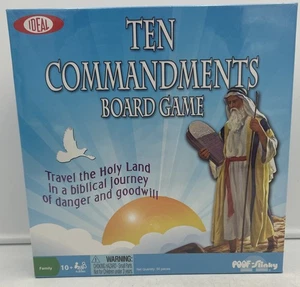 IDEAL
TEN
COMMANDMENTS
BOARD GAME
Travel the Holy Land
in a biblical journey
of danger and goodwill
Family
10+
WARNING:
POOF Slinky